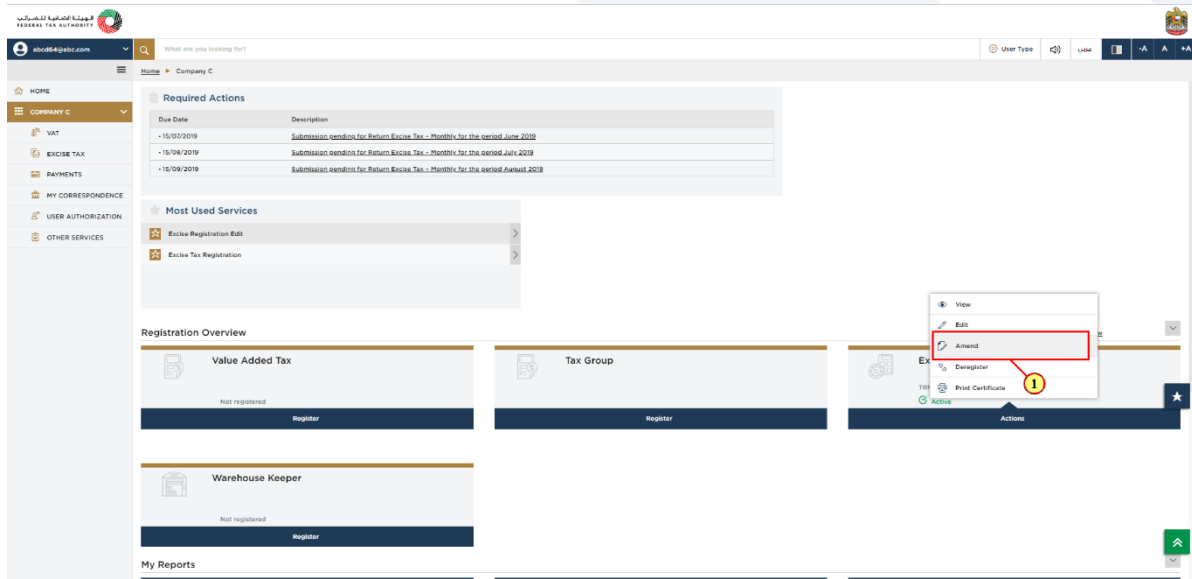 الهيئة الاتحادية للضرائب
FEDERAL TAX AUTHORITY
abcd64@abc.com
What are you looking for?
User Type
عربي
-A A +A
Home Company C
HOME
COMPANY C
VAT
EXCISE TAX
PAYMENTS
MY CORRESPONDENCE
USER AUTHORIZATION
OTHER SERVICES
Required Actions
Due Date Description
• 15/07/2019 Submission pending for Return Excise Tax – Monthly for the period June 2019
• 15/08/2019 Submission pending for Return Excise Tax – Monthly for the period July 2019
• 15/09/2019 Submission pending for Return Excise Tax – Monthly for the period August 2019
Most Used Services
Excise Registration Edit
Excise Tax Registration
View
Edit
Amend
Deregister
Print Certificate
1
Registration Overview
Value Added Tax
Not registered
Register
Tax Group
Register
Ex
TRN
Active
Actions
Warehouse Keeper
Not registered
Register
My Reports